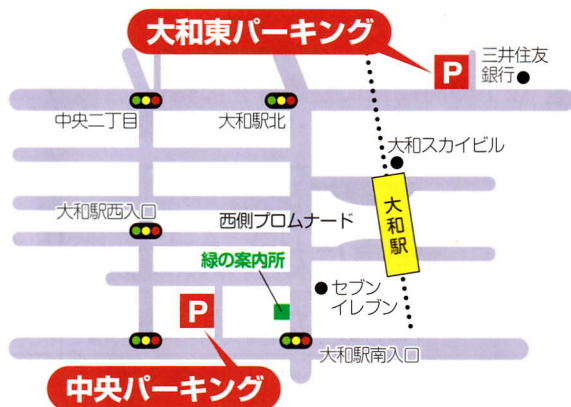 大和東パーキング
P
三井住友
銀行
中央二丁目
大和駅北
大和スカイビル
大和駅西入口
西側プロムナード
大和駅
緑の案内所
セブン
イレブン
P
大和駅南入口
中央パーキング